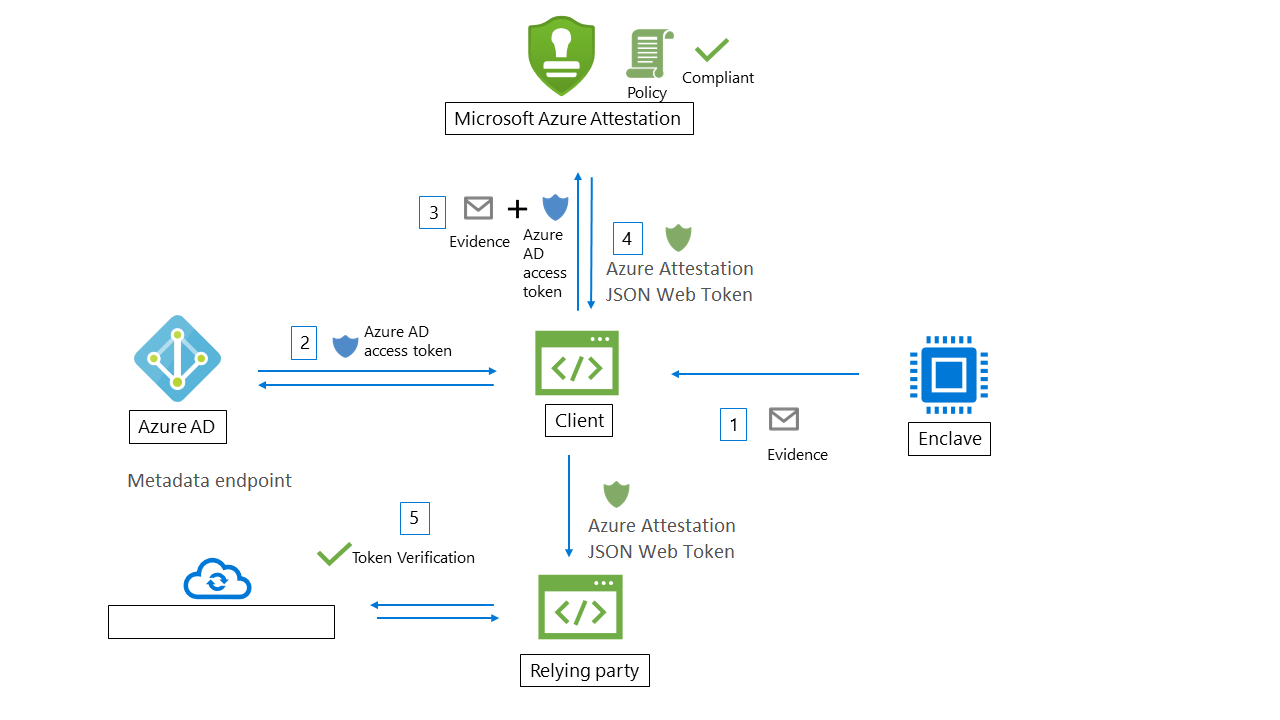 Policy
Compliant
Microsoft Azure Attestation
3
Evidence
Azure
AD
access
token
4
Azure Attestation
JSON Web Token
2
Azure AD
access token
Azure AD
Client
1
Evidence
Enclave
Metadata endpoint
5
Token Verification
Azure Attestation
JSON Web Token
Relying party